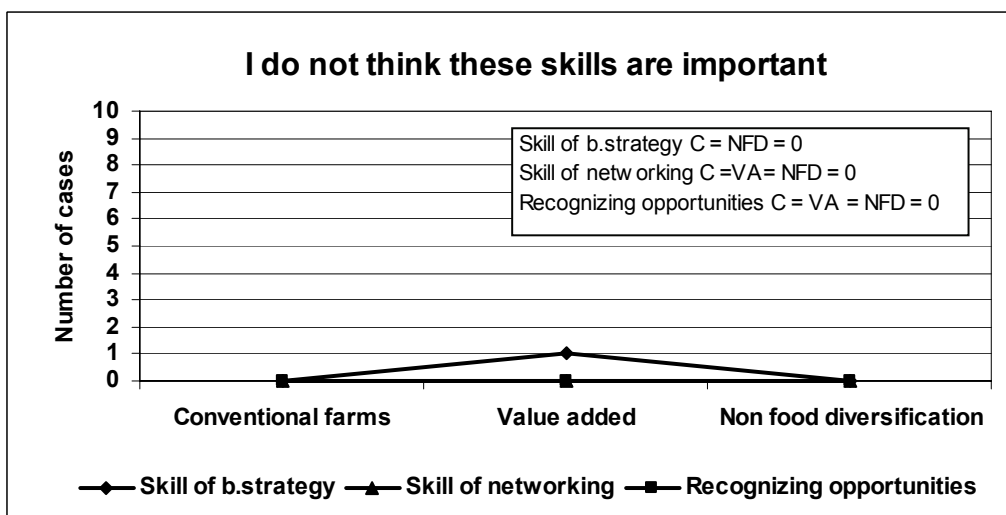 I do not think these skills are important
10
9
8
7
6
5
4
3
2
1
0
Number of cases
Skill of b.strategy C = NFD = 0
Skill of networking C =VA= NFD = 0
Recognizing opportunities C = VA = NFD = 0
Conventional farms Value added Non food diversification
Skill of b.strategy Skill of networking Recognizing opportunities